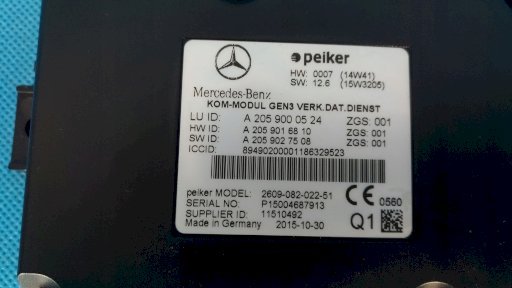 peiker
HW: 0007 (14W41)
SW: 12.6 (15W3205)
Mercedes-Benz
KOM-MODUL GEN3 VERK.DAT.DIENST
LU ID: A 205 900 05 24 ZGS: 001
HW ID: A 205 901 68 10 ZGS: 001
SW ID: A 205 902 75 08 ZGS: 001
ICCID: 89490200001186329523
peiker MODEL: 2609-082-022-51
SERIAL NO: P15004687913
SUPPLIER ID: 11510492
Made in Germany 2015-10-30
CE 0560
Q1